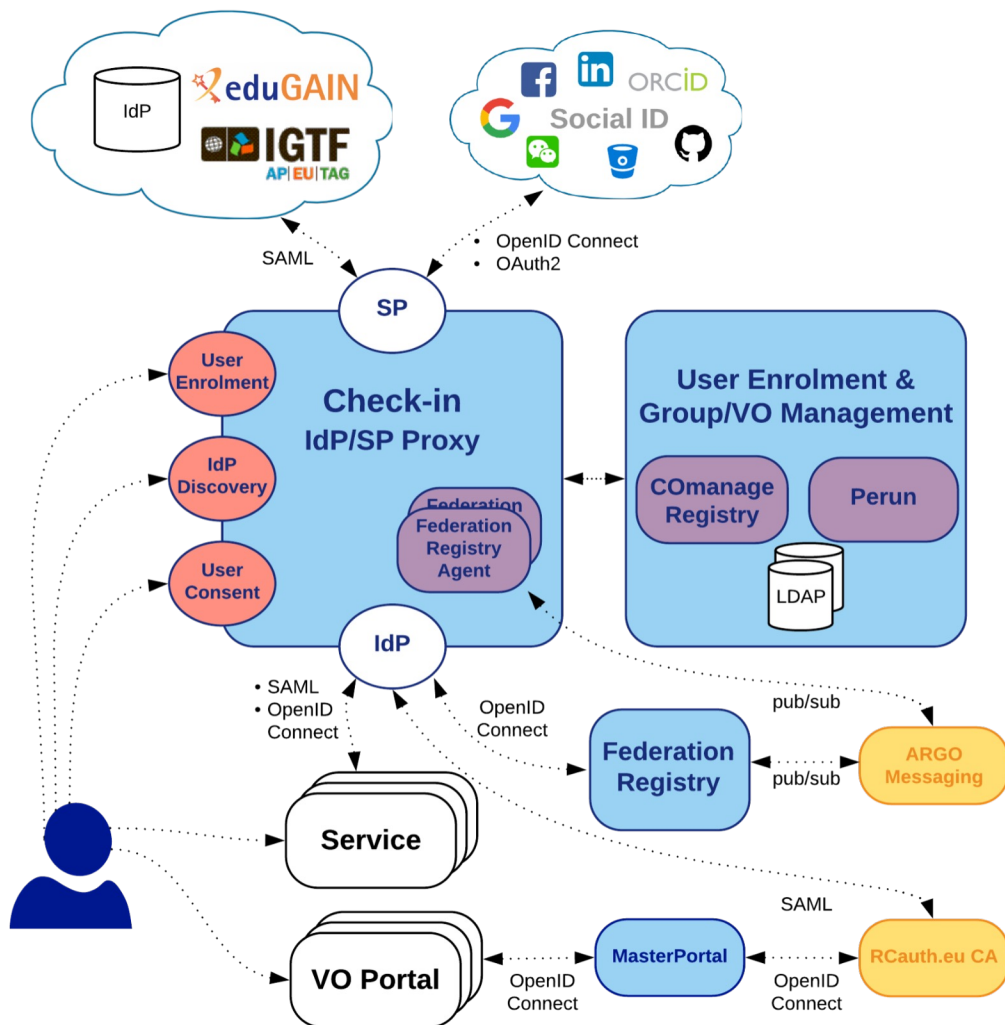 IdP
eduGAIN
IGTF
AP|EU|TAG
in
ORCiD
Social ID
SAML
• OpenID Connect
• OAuth2
SP
User
Enrolment
IdP
Discovery
User
Consent
Check-in
IdP/SP Proxy
Federation
Federation
Registry
Agent
IdP
User Enrolment &
Group/VO Management
COmanage
Registry
Perun
LDAP
• SAML
• OpenID
Connect
OpenID
Connect
pub/sub
Federation
Registry
pub/sub
ARGO
Messaging
Service
SAML
VO Portal
OpenID
Connect
MasterPortal
OpenID
Connect
RCauth.eu CA